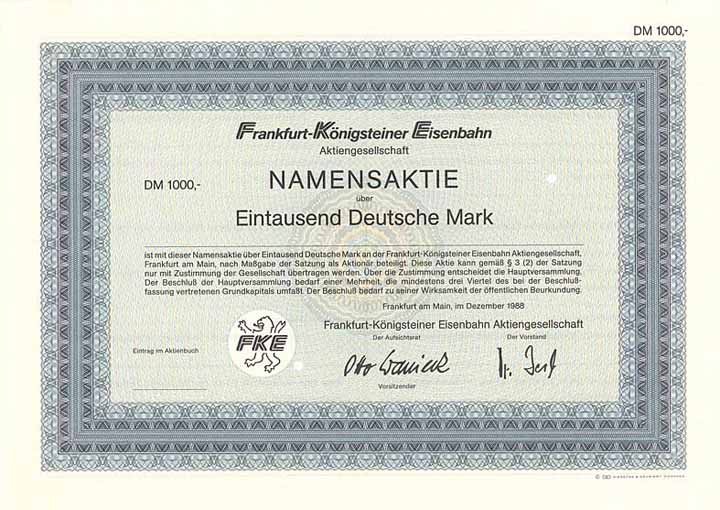 DM 1000,-
Frankfurt-Königsteiner Eisenbahn
Aktiengesellschaft
DM 1000,-
NAMENSAKTIE
über
Eintausend Deutsche Mark
ist mit dieser Namensaktie über Eintausend Deutsche Mark an der Frankfurt-Königsteiner Eisenbahn Aktiengesellschaft,
Frankfurt am Main, nach Maßgabe der Satzung als Aktionär beteiligt. Diese Aktie kann gemäß § 3 (2) der Satzung
nur mit Zustimmung der Gesellschaft übertragen werden. Über die Zustimmung entscheidet die Hauptversammlung.
Der Beschluß der Hauptversammlung bedarf einer Mehrheit, die mindestens drei Viertel des bei der Beschluß-
fassung vertretenen Grundkapitals umfaßt. Der Beschluß bedarf zu seiner Wirksamkeit der öffentlichen Beurkundung.
Frankfurt am Main, im Dezember 1988
Frankfurt-Königsteiner Eisenbahn Aktiengesellschaft
Der Aufsichtsrat
Der Vorstand
FKE
Eintrag im Aktienbuch
Otto
Vorsitzender